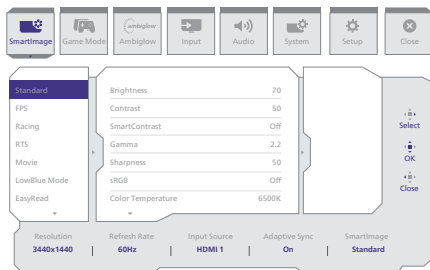 SmartImage
Game Mode
ambiglow
Ambiglow
Input
Audio
System
Setup
Close
Standard
FPS
Racing
RTS
Movie
LowBlue Mode
EasyRead
Brightness 70
Contrast 50
SmartContrast Off
Gamma 2.2
Sharpness 50
sRGB Off
Color Temperature 6500K
Select
OK
Close
Resolution Refresh Rate Input Source Adaptive Sync SmartImage
3440x1440 | 60Hz | HDMI 1 | On | Standard